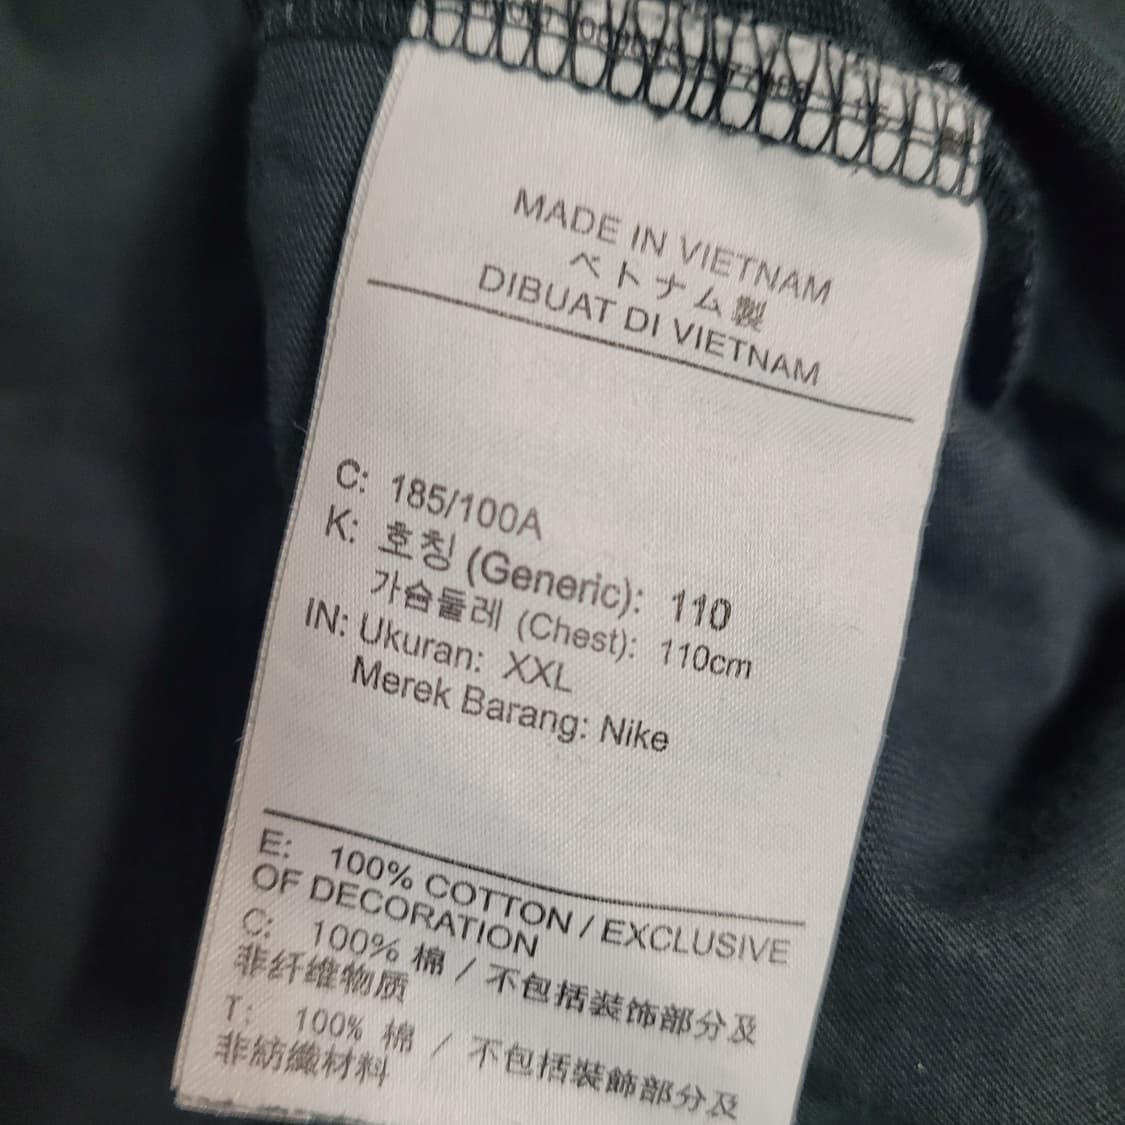 MADE IN VIETNAM
ベトナム製
DIBUAT DI VIETNAM
C: 185/100A
K: 호칭 (Generic): 110
가슴둘레 (Chest): 110cm
IN: Ukuran: XXL
Merek Barang: Nike
E: 100% COTTON / EXCLUSIVE
OF DECORATION
C: 100% 棉 / 不包括装饰部分及
非纤维物质
T: 100% 棉 / 不包括裝飾部分及
非紡織材料